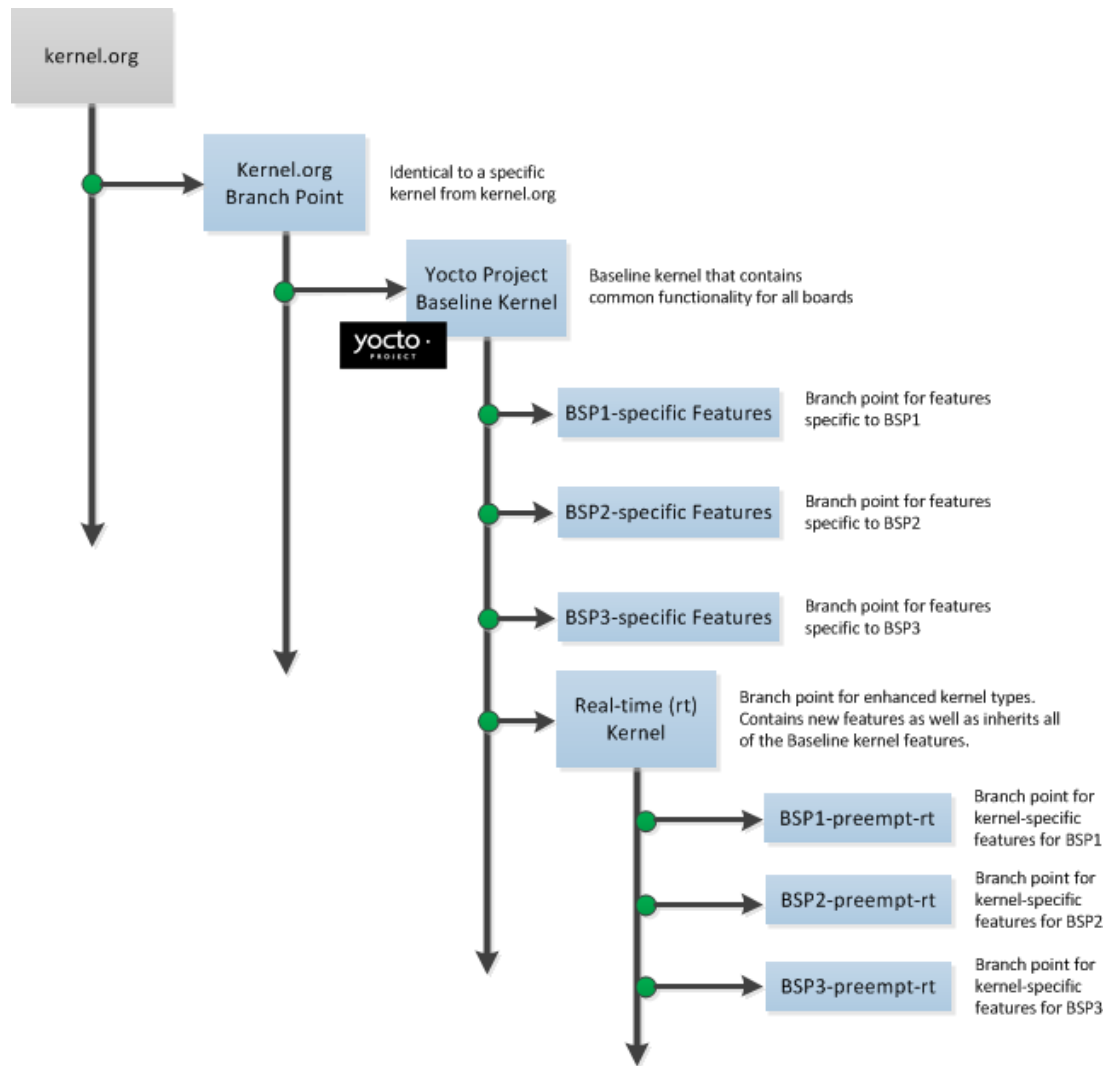 kernel.org
Kernel.org
Branch Point
Identical to a specific
kernel from kernel.org
Yocto Project
Baseline Kernel
Baseline kernel that contains
common functionality for all boards
yocto ·
PROJECT
BSP1-specific Features
Branch point for features
specific to BSP1
BSP2-specific Features
Branch point for features
specific to BSP2
BSP3-specific Features
Branch point for features
specific to BSP3
Real-time (rt)
Kernel
Branch point for enhanced kernel types.
Contains new features as well as inherits all
of the Baseline kernel features.
BSP1-preempt-rt
Branch point for
kernel-specific
features for BSP1
BSP2-preempt-rt
Branch point for
kernel-specific
features for BSP2
BSP3-preempt-rt
Branch point for
kernel-specific
features for BSP3